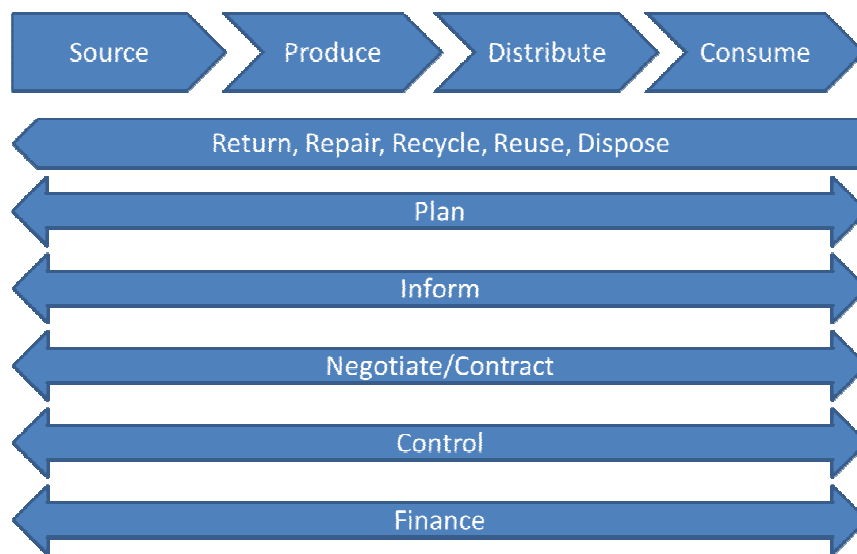 Source
Produce
Distribute
Consume
Return, Repair, Recycle, Reuse, Dispose
Plan
Inform
Negotiate/Contract
Control
Finance